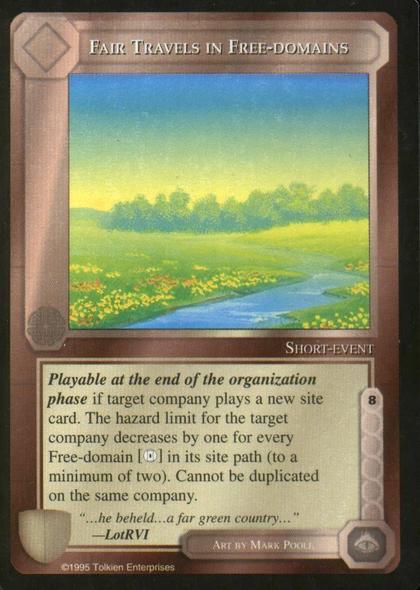 FAIR TRAVELS IN FREE-DOMAINS
SHORT-EVENT
Playable at the end of the organization
phase if target company plays a new site
card. The hazard limit for the target
company decreases by one for every
Free-domain [ ] in its site path (to a
minimum of two). Cannot be duplicated
on the same company.
8
"...he beheld...a far green country..."
—LotRVI
ART BY MARK POOLE
©1995 Tolkien Enterprises